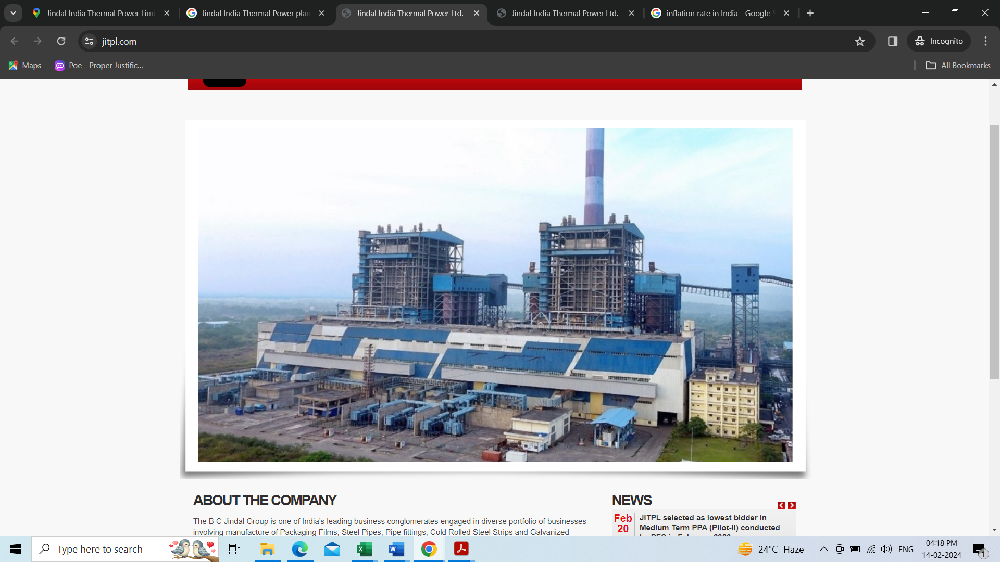 Jindal India Thermal Power Limi
Jindal India Thermal Power plan
Jindal India Thermal Power Ltd.
Jindal India Thermal Power Ltd.
inflation rate in India - Google S
jitpl.com
Incognito
Maps
Poe - Proper Justific...
All Bookmarks
ABOUT THE COMPANY
The B C Jindal Group is one of India's leading business conglomerates engaged in diverse portfolio of businesses
involving manufacture of Packaging Films, Steel Pipes, Pipe fittings, Cold Rolled Steel Strips and Galvanized
NEWS
Feb
20
JITPL selected as lowest bidder in
Medium Term PPA (Pilot-II) conducted
Type here to search
24°C Haze
ENG
04:18 PM
14-02-2024
1